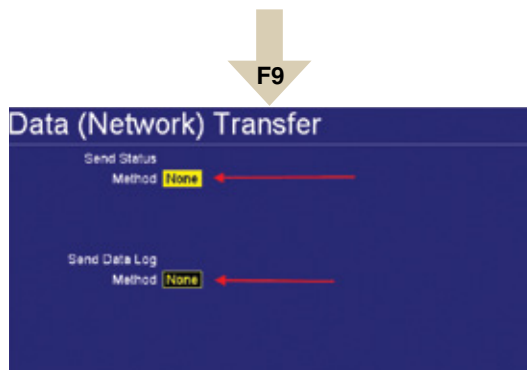 F9
Data (Network) Transfer
Send Status
Method None
Send Data Log
Method None